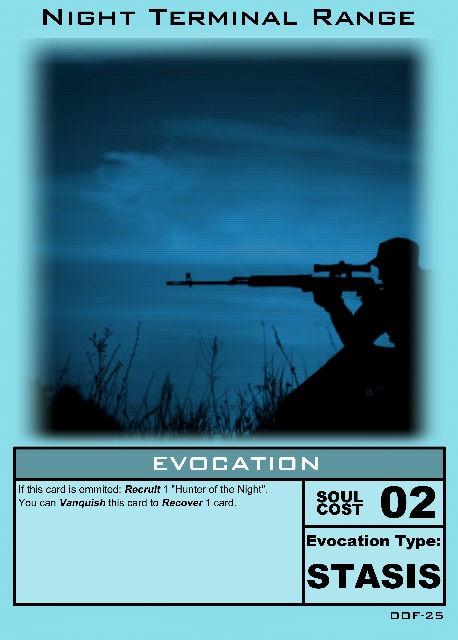 Night Terminal Range
EVOCATION
If this card is emmited: Recruit 1 "Hunter of the Night".
You can Vanquish this card to Recover 1 card.
SOUL COST 02
Evocation Type:
STASIS
DOF-25